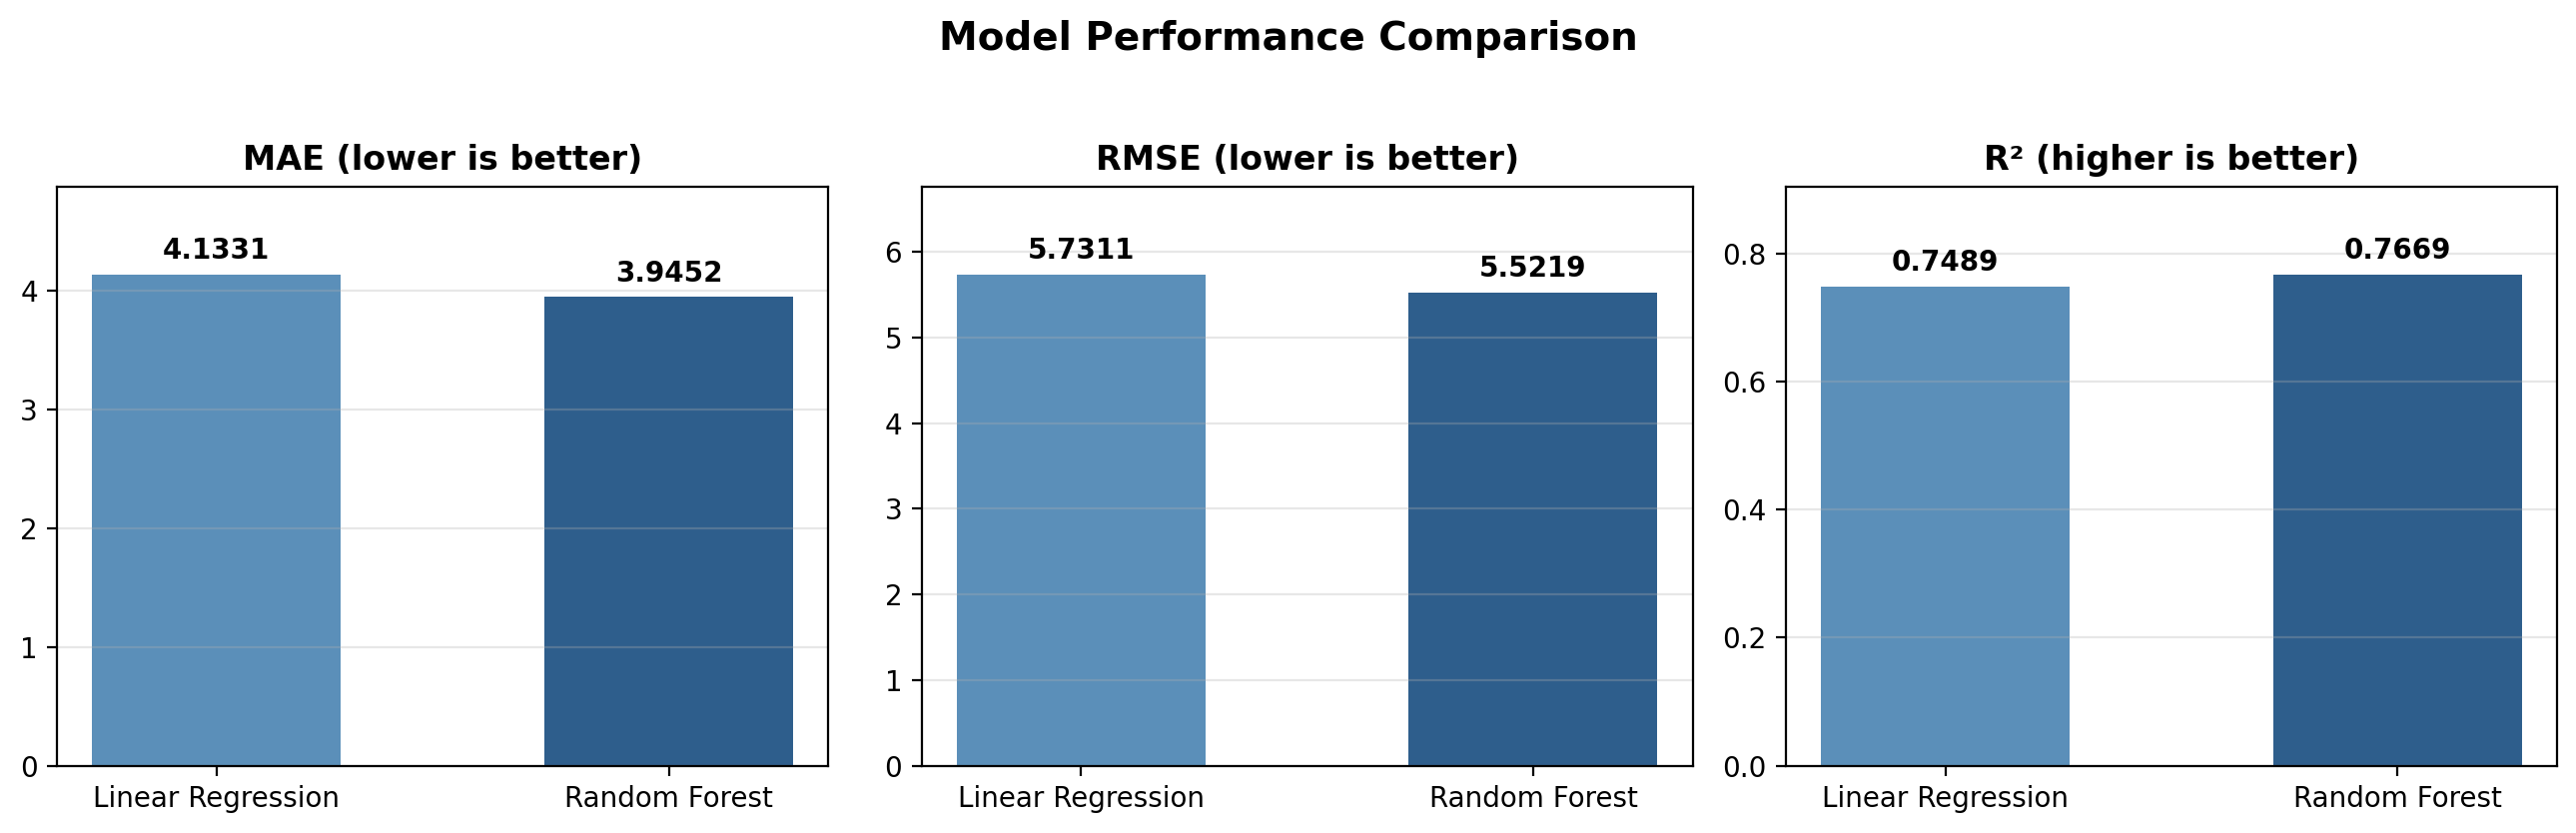 Model Performance Comparison
MAE (lower is better)
4.1331
3.9452
4
3
2
1
0
Linear Regression
Random Forest
RMSE (lower is better)
5.7311
5.5219
6
5
4
3
2
1
0
Linear Regression
Random Forest
R² (higher is better)
0.7489
0.7669
0.8
0.6
0.4
0.2
0.0
Linear Regression
Random Forest